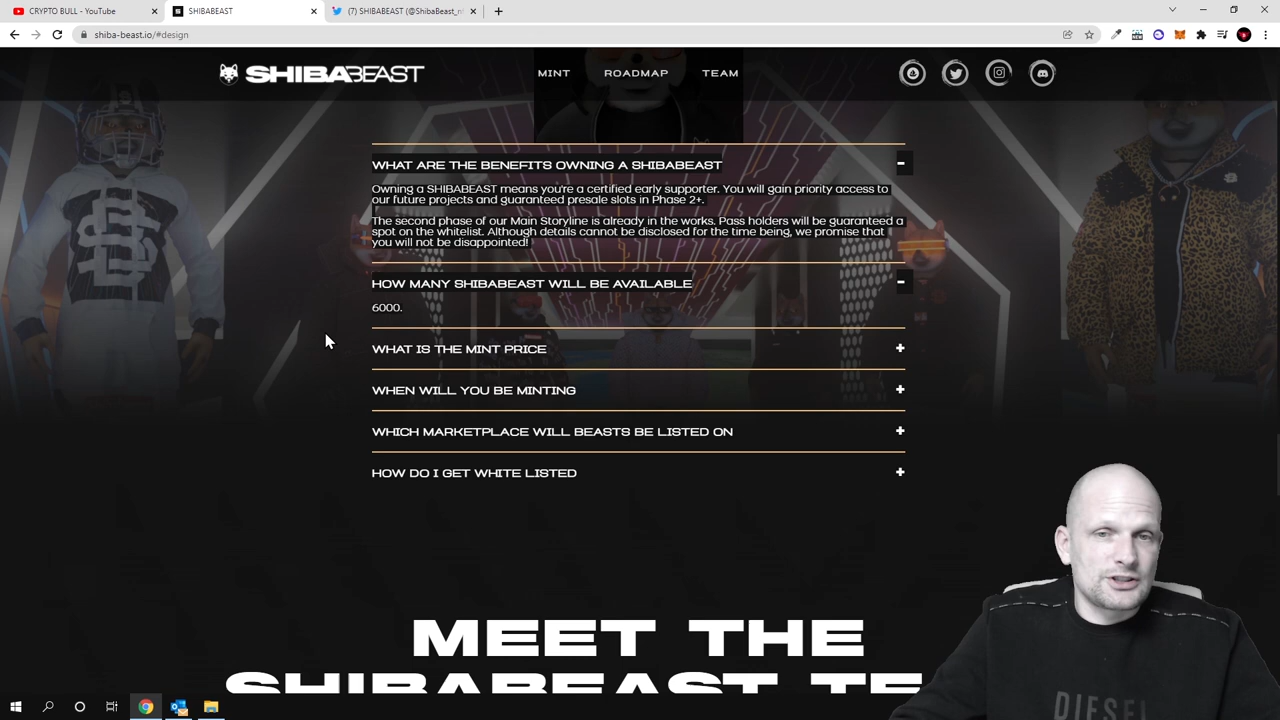 CRYPTO BULL - YouTube
SHIBABEAST
(7) SHIBABEAST (@ShibaBeast_nf
shiba-beast.io/#design
SHIBABEAST
MINT
ROADMAP
TEAM
WHAT ARE THE BENEFITS OWNING A SHIBABEAST
Owning a SHIBABEAST means you're a certified early supporter. You will gain priority access to
our future projects and guaranteed presale slots in Phase 2+.
The second phase of our Main Storyline is already in the works. Pass holders will be guaranteed a
spot on the whitelist. Although details cannot be disclosed for the time being, we promise that
you will not be disappointed!
HOW MANY SHIBABEAST WILL BE AVAILABLE
6000.
WHAT IS THE MINT PRICE
WHEN WILL YOU BE MINTING
WHICH MARKETPLACE WILL BEASTS BE LISTED ON
HOW DO I GET WHITE LISTED
MEET THE
SHIBABEAST TE
DIESEL